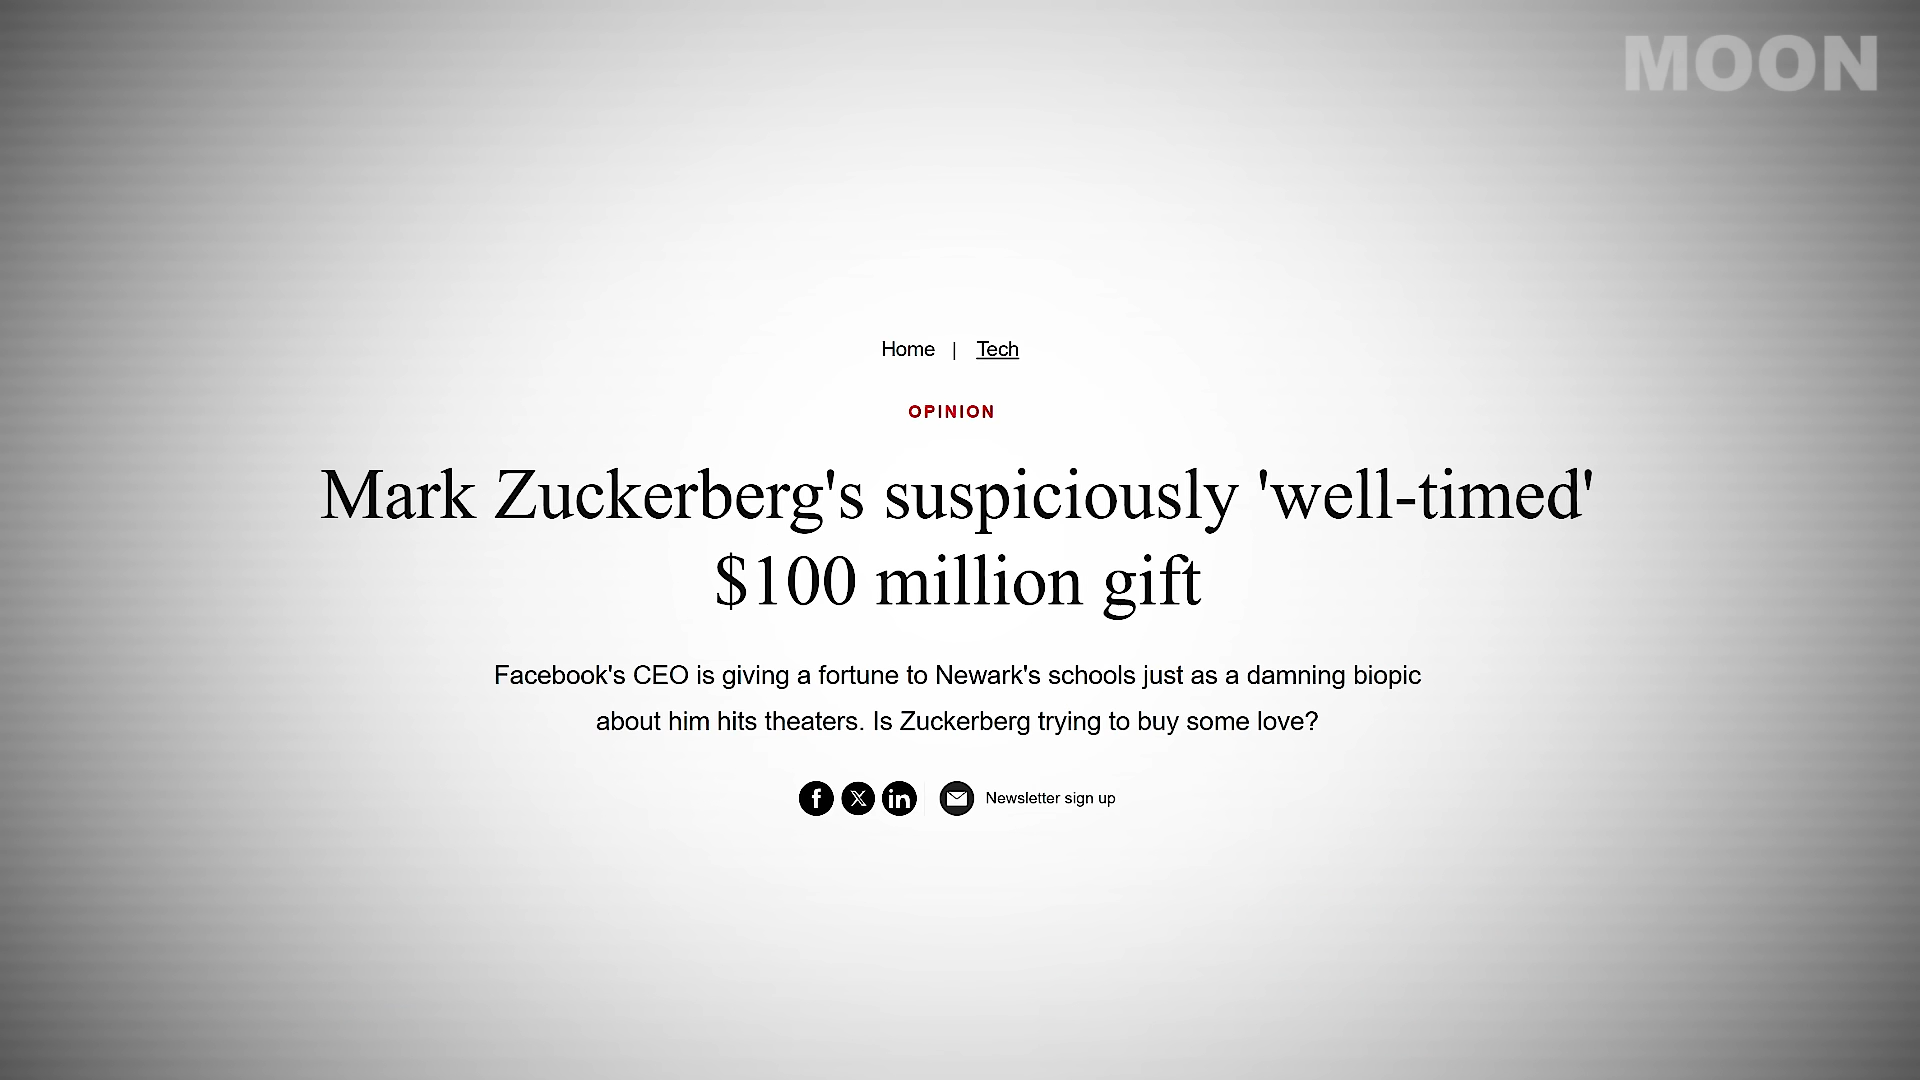 MOON
Home | Tech
OPINION
Mark Zuckerberg's suspiciously 'well-timed'
$100 million gift
Facebook's CEO is giving a fortune to Newark's schools just as a damning biopic
about him hits theaters. Is Zuckerberg trying to buy some love?
Newsletter sign up